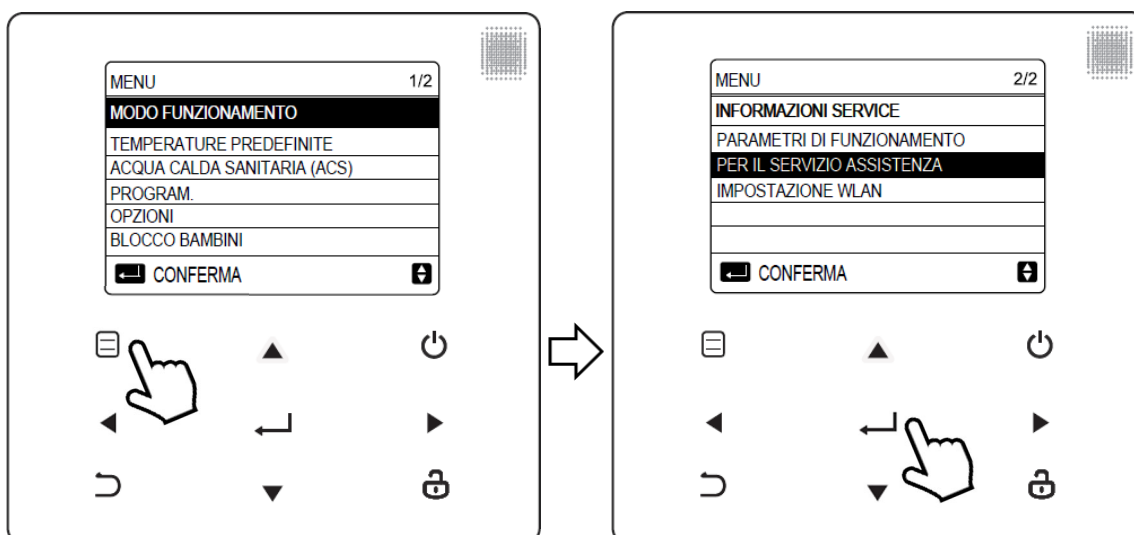 MENU 1/2
MODO FUNZIONAMENTO
TEMPERATURE PREDEFINITE
ACQUA CALDA SANITARIA (ACS)
PROGRAM.
OPZIONI
BLOCCO BAMBINI
CONFERMA
MENU 2/2
INFORMAZIONI SERVICE
PARAMETRI DI FUNZIONAMENTO
PER IL SERVIZIO ASSISTENZA
IMPOSTAZIONE WLAN
CONFERMA